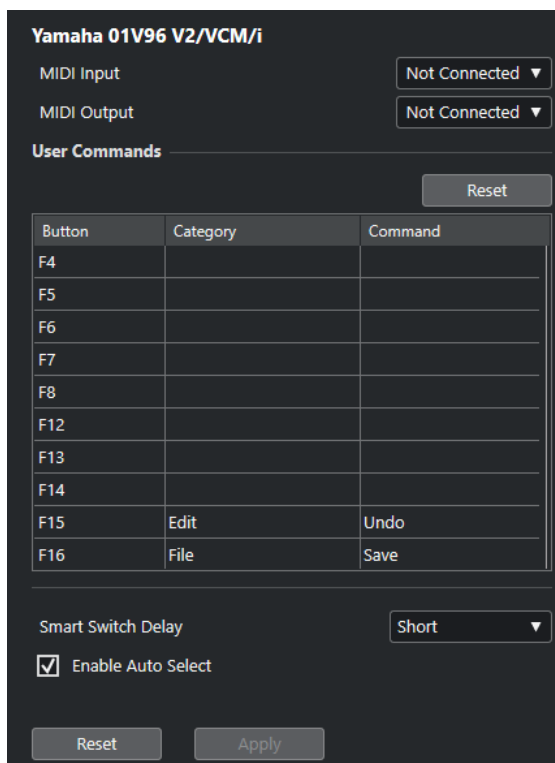 Yamaha 01V96 V2/VCM/i
MIDI Input Not Connected ▼
MIDI Output Not Connected ▼
User Commands
Reset
Button Category Command
F4
F5
F6
F7
F8
F12
F13
F14
F15 Edit Undo
F16 File Save
Smart Switch Delay Short ▼
Enable Auto Select
Reset Apply